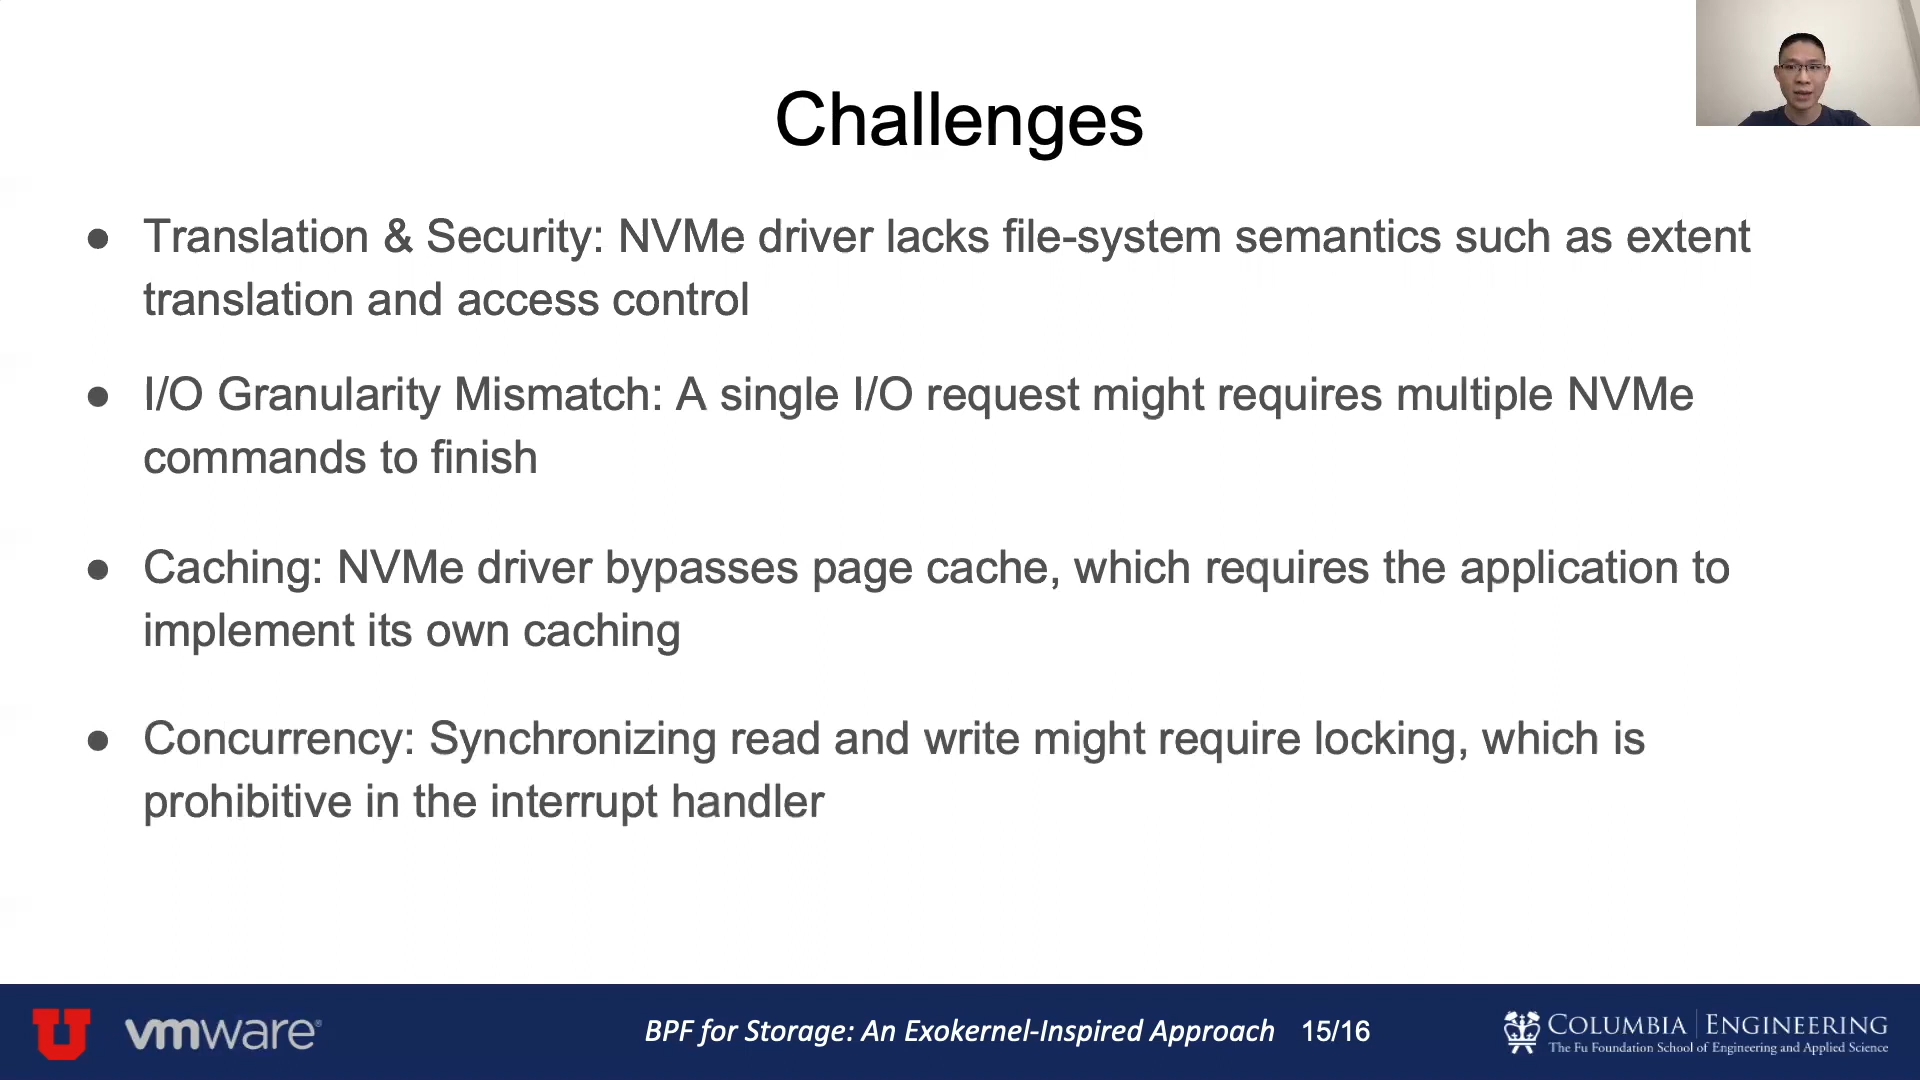 Challenges
● Translation & Security: NVMe driver lacks file-system semantics such as extent
translation and access control
● I/O Granularity Mismatch: A single I/O request might requires multiple NVMe
commands to finish
● Caching: NVMe driver bypasses page cache, which requires the application to
implement its own caching
● Concurrency: Synchronizing read and write might require locking, which is
prohibitive in the interrupt handler
U vmware® BPF for Storage: An Exokernel-Inspired Approach 15/16 COLUMBIA | ENGINEERING
The Fu Foundation School of Engineering and Applied Science